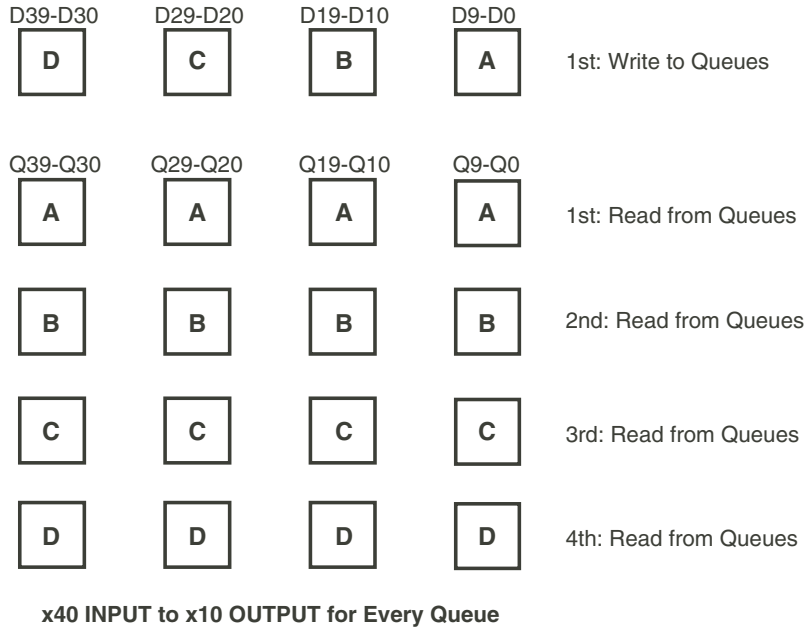 D39-D30 D29-D20 D19-D10 D9-D0
D C B A 1st: Write to Queues
Q39-Q30 Q29-Q20 Q19-Q10 Q9-Q0
A A A A 1st: Read from Queues
B B B B 2nd: Read from Queues
C C C C 3rd: Read from Queues
D D D D 4th: Read from Queues
x40 INPUT to x10 OUTPUT for Every Queue